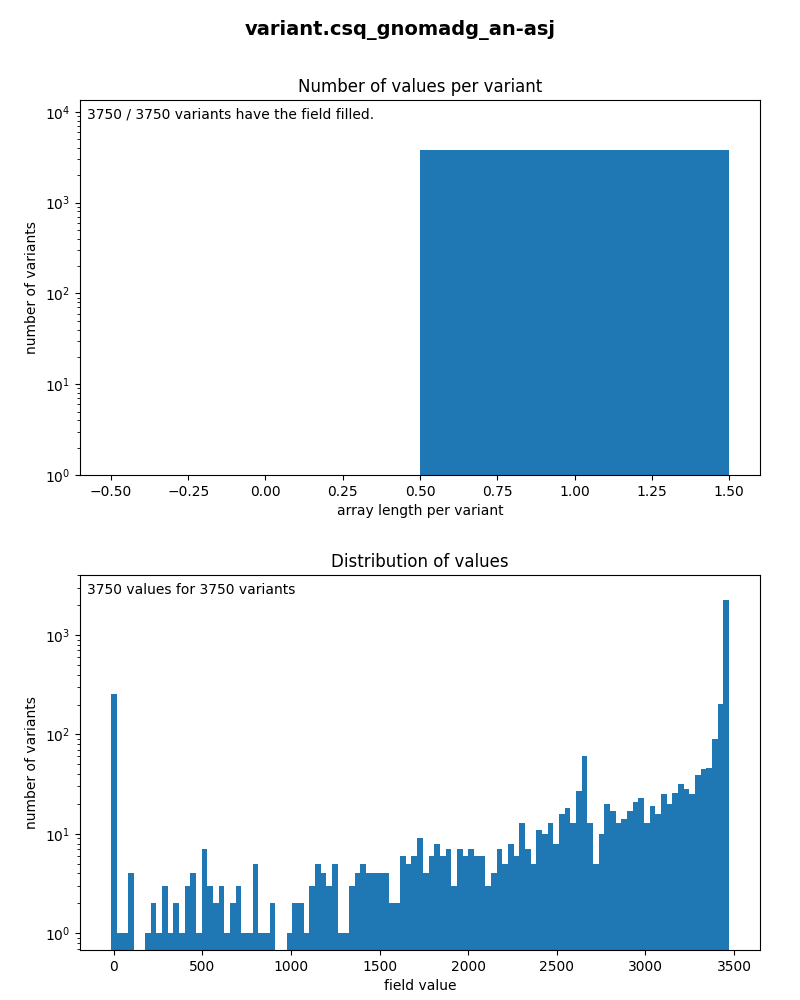 variant.csq_gnomadg_an-asj
Number of values per variant
3750 / 3750 variants have the field filled.
number of variants
10⁴
10³
10²
10¹
10⁰
−0.50 −0.25 0.00 0.25 0.50 0.75 1.00 1.25 1.50
array length per variant
Distribution of values
3750 values for 3750 variants
number of variants
10³
10²
10¹
10⁰
0 500 1000 1500 2000 2500 3000 3500
field value